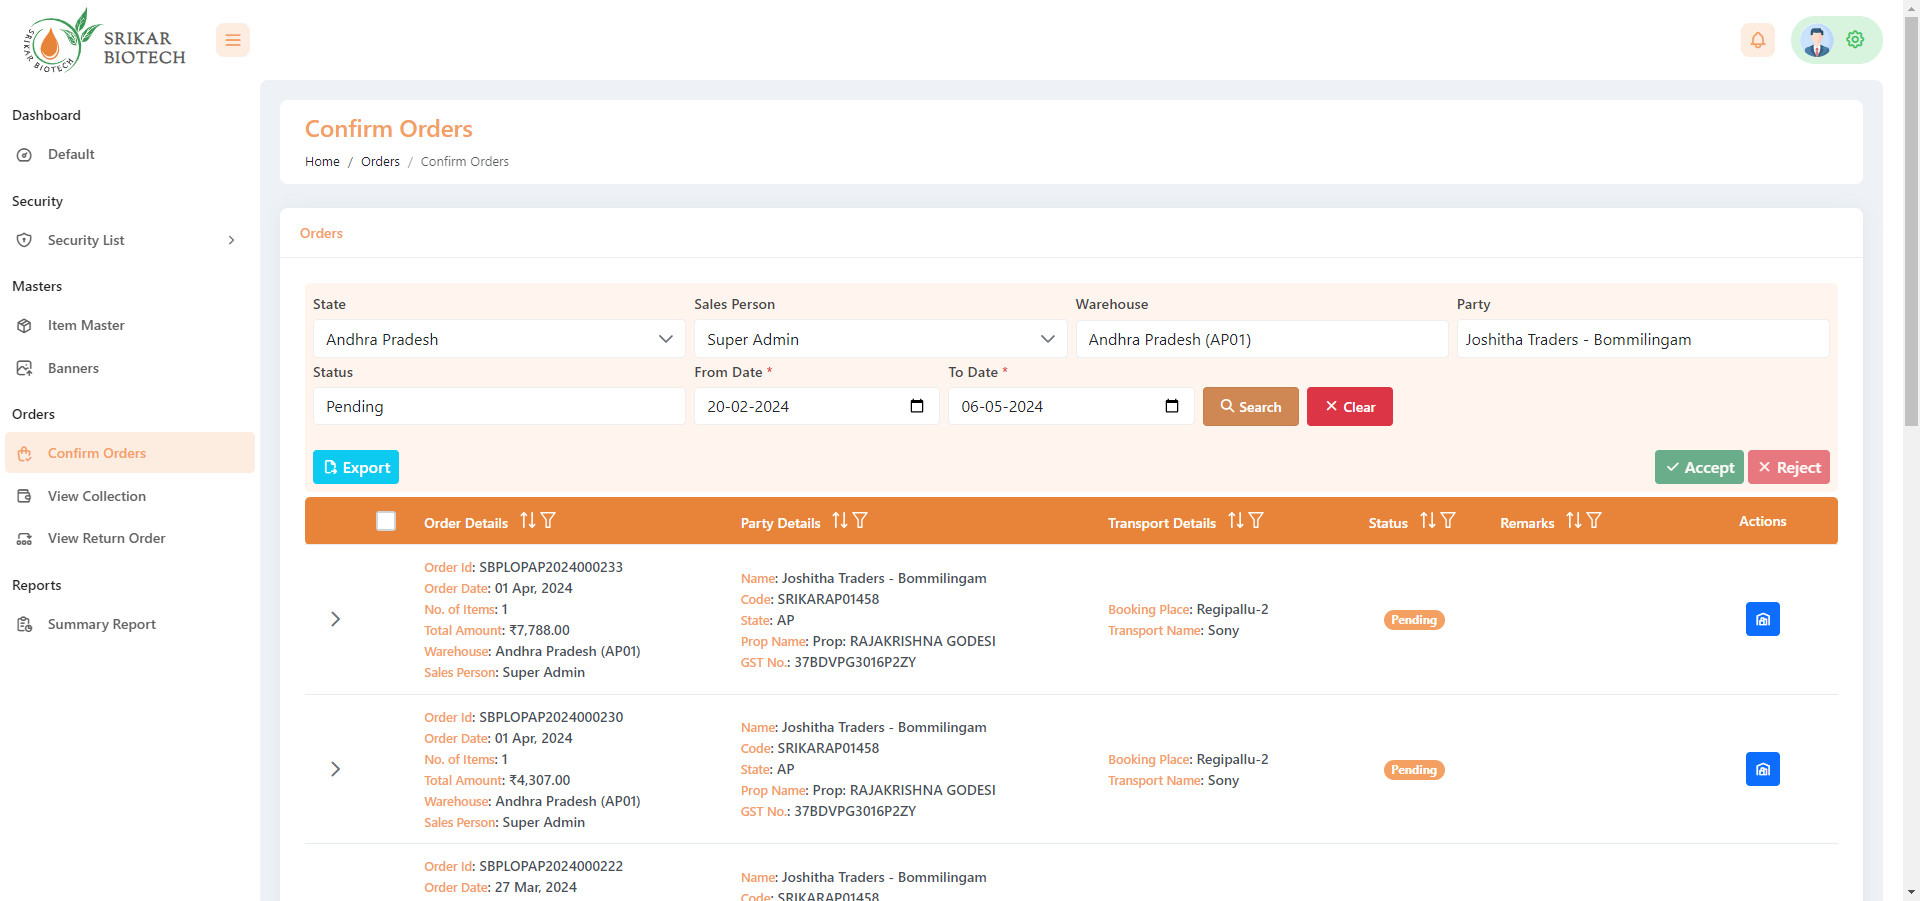 SRIKAR BIOTECH
SRIKAR
BIOTECH
Dashboard
Default
Security
Security List
Masters
Item Master
Banners
Orders
Confirm Orders
View Collection
View Return Order
Reports
Summary Report
Confirm Orders
Home / Orders / Confirm Orders
Orders
State Sales Person Warehouse Party
Andhra Pradesh Super Admin Andhra Pradesh (AP01) Joshitha Traders - Bommilingam
Status From Date * To Date *
Pending 20-02-2024 06-05-2024 Search Clear
Export Accept Reject
Order Details Party Details Transport Details Status Remarks Actions
Order Id: SBPLOPAP2024000233
Order Date: 01 Apr, 2024
No. of Items: 1
Total Amount: ₹7,788.00
Warehouse: Andhra Pradesh (AP01)
Sales Person: Super Admin
Name: Joshitha Traders - Bommilingam
Code: SRIKARAP01458
State: AP
Prop Name: Prop: RAJAKRISHNA GODESI
GST No.: 37BDVPG3016P2ZY
Booking Place: Regipallu-2
Transport Name: Sony
Pending
Order Id: SBPLOPAP2024000230
Order Date: 01 Apr, 2024
No. of Items: 1
Total Amount: ₹4,307.00
Warehouse: Andhra Pradesh (AP01)
Sales Person: Super Admin
Name: Joshitha Traders - Bommilingam
Code: SRIKARAP01458
State: AP
Prop Name: Prop: RAJAKRISHNA GODESI
GST No.: 37BDVPG3016P2ZY
Booking Place: Regipallu-2
Transport Name: Sony
Pending
Order Id: SBPLOPAP2024000222
Order Date: 27 Mar, 2024
Name: Joshitha Traders - Bommilingam
Code: SRIKARAP01458